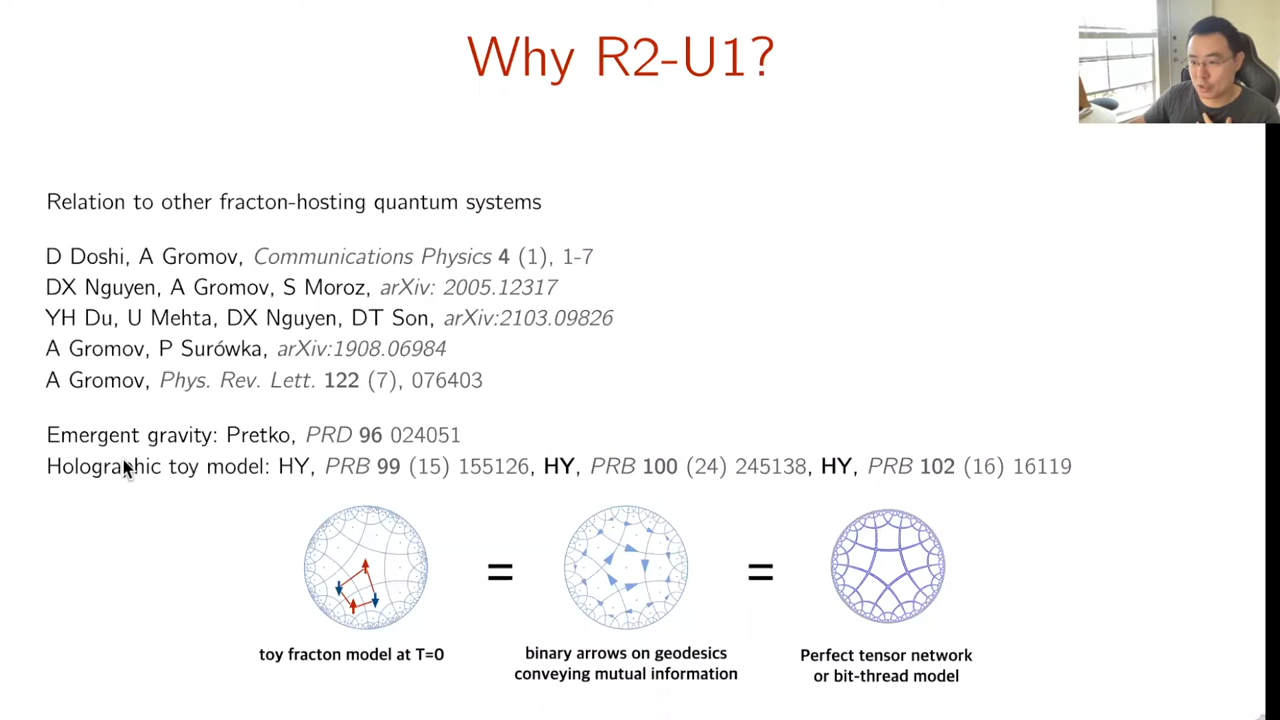 Why R2-U1?
Relation to other fracton-hosting quantum systems
D Doshi, A Gromov, Communications Physics 4 (1), 1-7
DX Nguyen, A Gromov, S Moroz, arXiv: 2005.12317
YH Du, U Mehta, DX Nguyen, DT Son, arXiv:2103.09826
A Gromov, P Surówka, arXiv:1908.06984
A Gromov, Phys. Rev. Lett. 122 (7), 076403
Emergent gravity: Pretko, PRD 96 024051
Holographic toy model: HY, PRB 99 (15) 155126, HY, PRB 100 (24) 245138, HY, PRB 102 (16) 16119
= =
toy fracton model at T=0
binary arrows on geodesics
conveying mutual information
Perfect tensor network
or bit-thread model